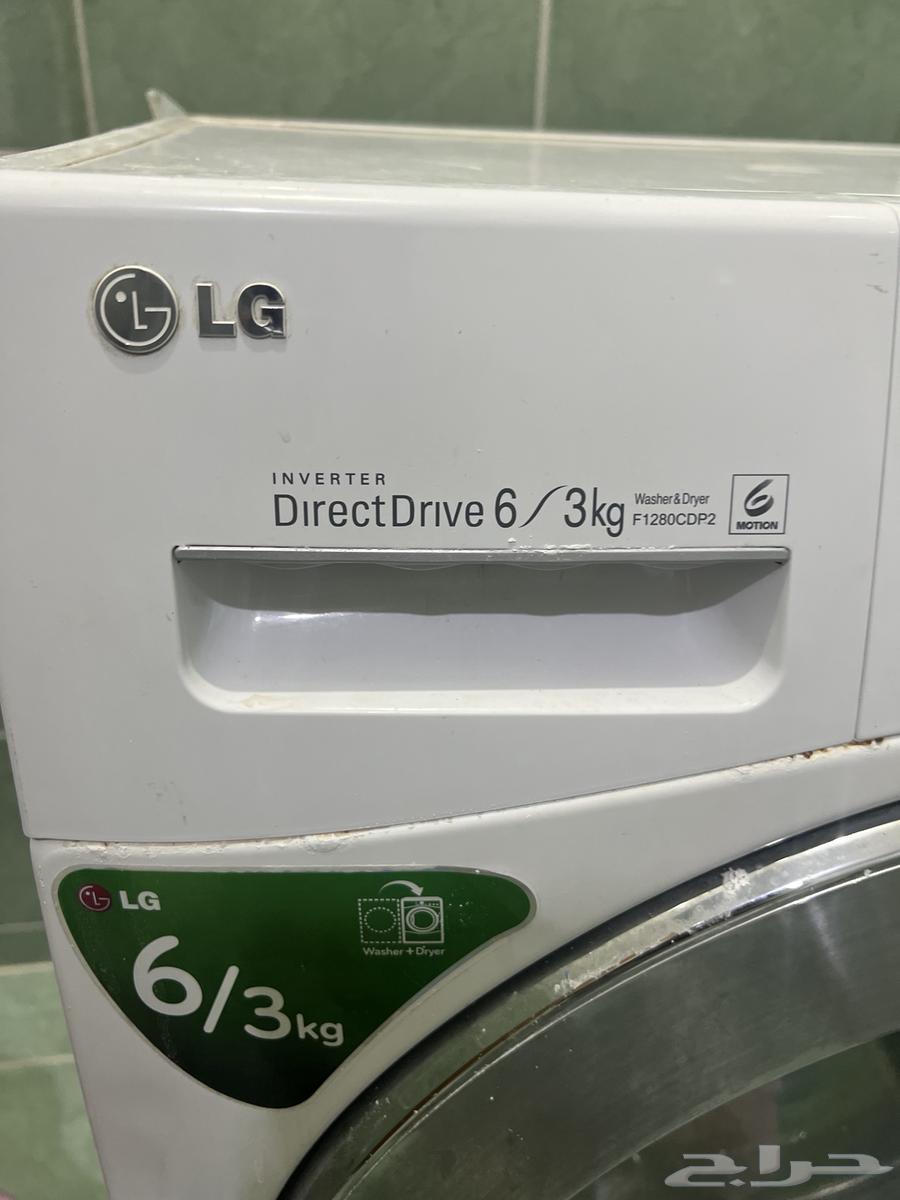 LG
INVERTER
DirectDrive 6/3kg Washer & Dryer F1280CDP2
6 MOTION
LG
Washer + Dryer
6/3kg
حراج